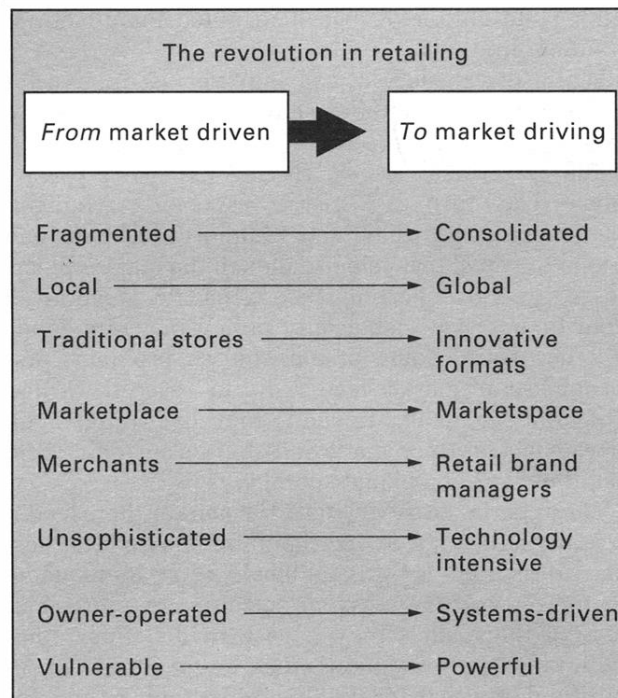 The revolution in retailing
From market driven
To market driving
Fragmented
Consolidated
Local
Global
Traditional stores
Innovative
formats
Marketplace
Marketspace
Merchants
Retail brand
managers
Unsophisticated
Technology
intensive
Owner-operated
Systems-driven
Vulnerable
Powerful